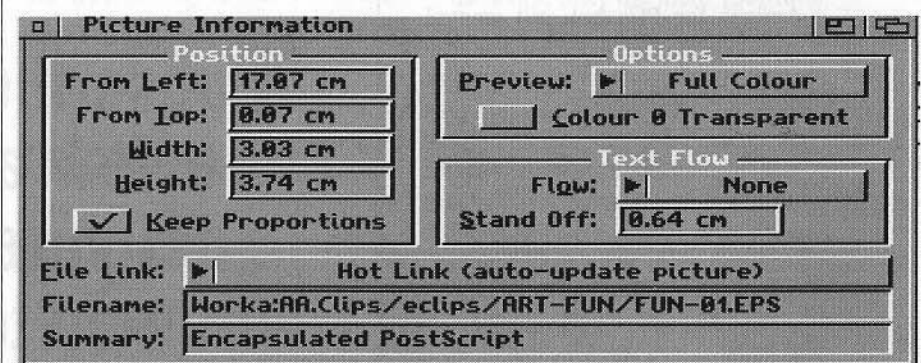 Picture Information
Position
From Left: 17.07 cm
From Top: 0.07 cm
Width: 3.03 cm
Height: 3.74 cm
Keep Proportions
Options
Preview: Full Colour
Colour 0 Transparent
Text Flow
Flow: None
Stand Off: 0.64 cm
File Link: Hot Link (auto-update picture)
Filename: Worka:AA.Clips/eclips/ART-FUN/FUN-01.EPS
Summary: Encapsulated PostScript